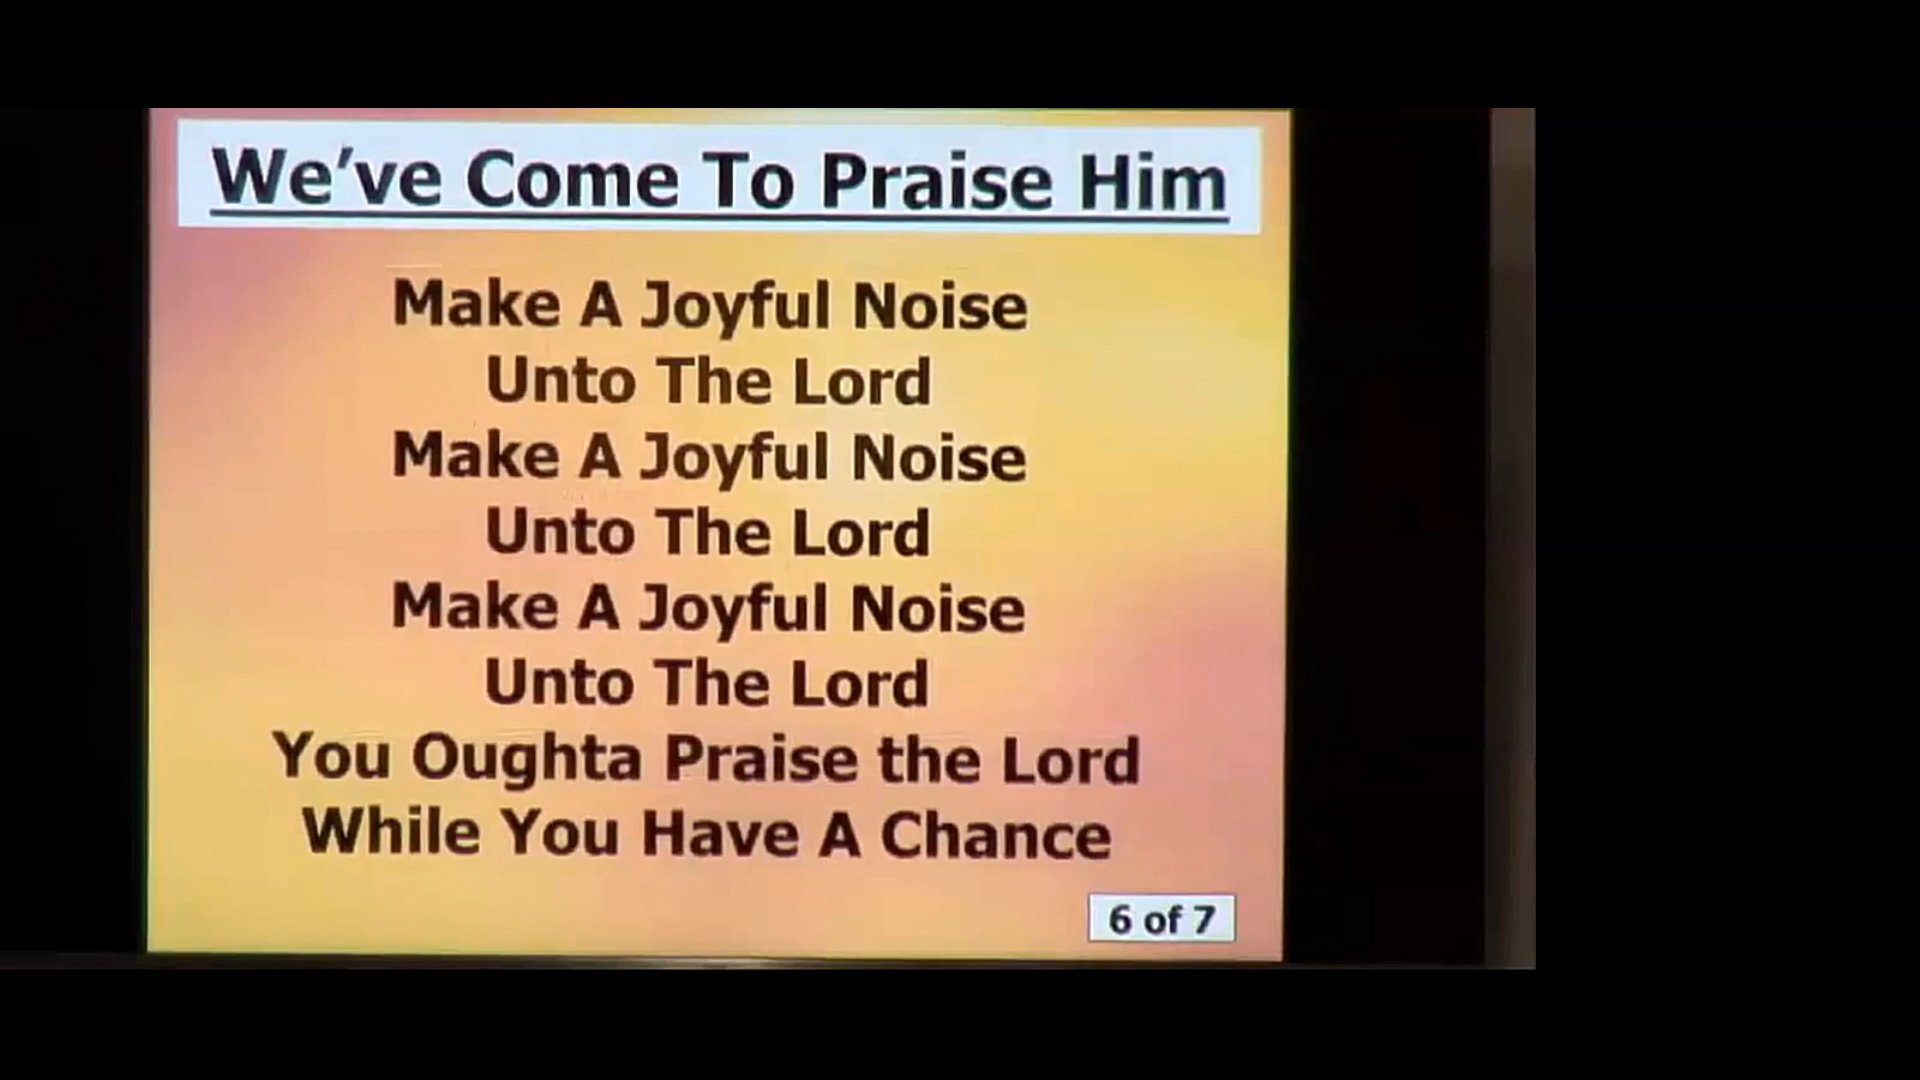 We've Come To Praise Him
Make A Joyful Noise
Unto The Lord
Make A Joyful Noise
Unto The Lord
Make A Joyful Noise
Unto The Lord
You Oughta Praise the Lord
While You Have A Chance
6 of 7